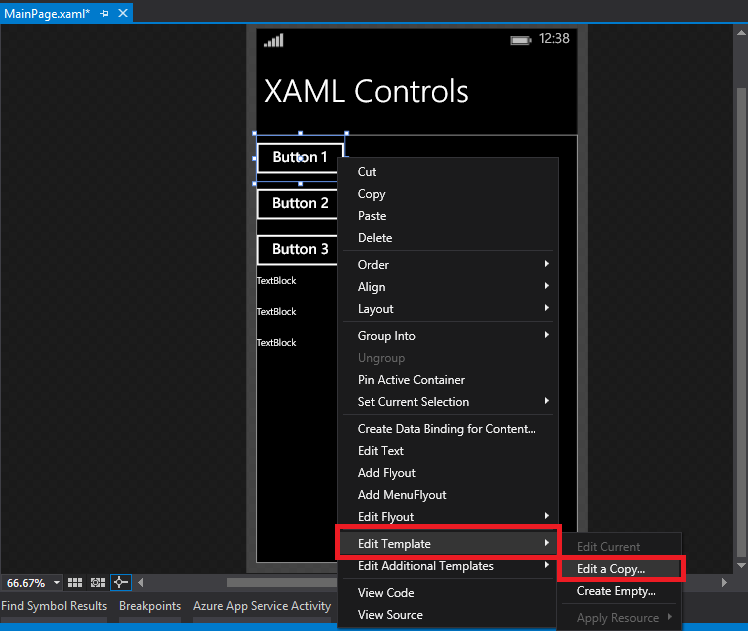 MainPage.xaml*
12:38
XAML Controls
Button 1
Button 2
Button 3
TextBlock
TextBlock
TextBlock
Cut
Copy
Paste
Delete
Order
Align
Layout
Group Into
Ungroup
Pin Active Container
Set Current Selection
Create Data Binding for Content...
Edit Text
Add Flyout
Add MenuFlyout
Edit Flyout
Edit Template
Edit Additional Templates
View Code
View Source
Edit Current
Edit a Copy...
Create Empty...
Apply Resource
66.67%
Find Symbol Results Breakpoints Azure App Service Activity